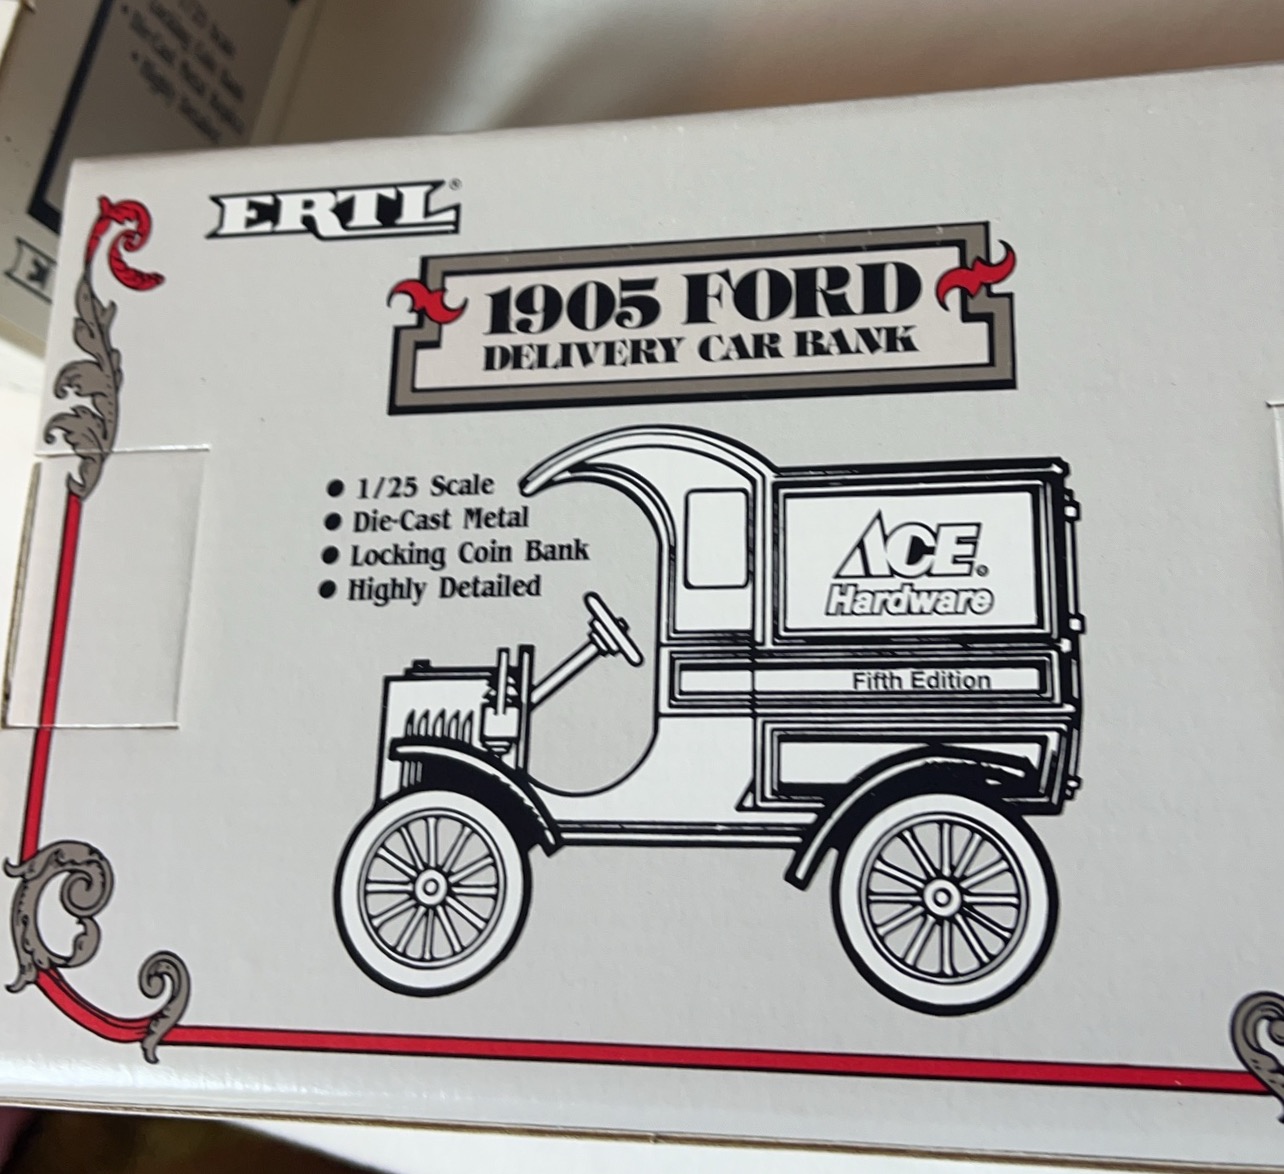 ERTL®
1905 FORD
DELIVERY CAR BANK
● 1/25 Scale
● Die-Cast Metal
● Locking Coin Bank
● Highly Detailed
ACE®
Hardware
Fifth Edition